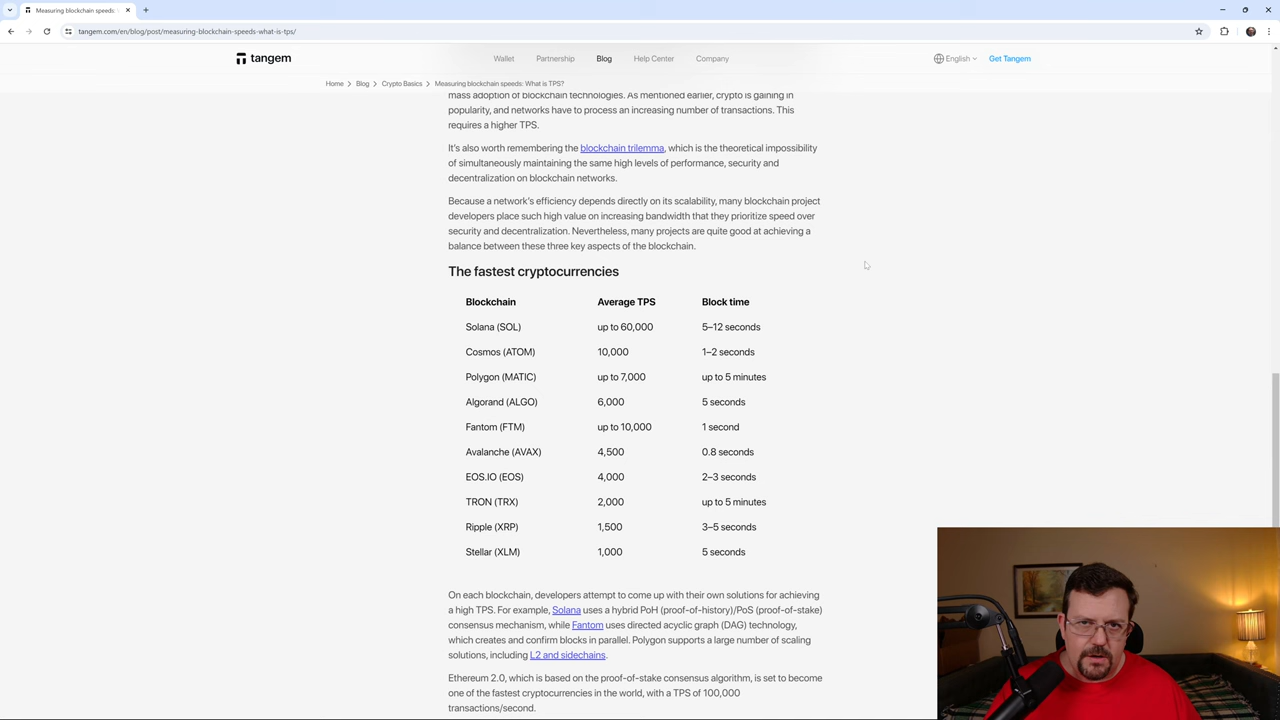 Measuring blockchain speeds:
tangem.com/en/blog/post/measuring-blockchain-speeds-what-is-tps/
tangem
Wallet
Partnership
Blog
Help Center
Company
English
Get Tangem
Home > Blog > Crypto Basics > Measuring blockchain speeds: What is TPS?
mass adoption of blockchain technologies. As mentioned earlier, crypto is gaining in
popularity, and networks have to process an increasing number of transactions. This
requires a higher TPS.
It's also worth remembering the blockchain trilemma, which is the theoretical impossibility
of simultaneously maintaining the same high levels of performance, security and
decentralization on blockchain networks.
Because a network's efficiency depends directly on its scalability, many blockchain project
developers place such high value on increasing bandwidth that they prioritize speed over
security and decentralization. Nevertheless, many projects are quite good at achieving a
balance between these three key aspects of the blockchain.
The fastest cryptocurrencies
Blockchain Average TPS Block time
Solana (SOL) up to 60,000 5–12 seconds
Cosmos (ATOM) 10,000 1–2 seconds
Polygon (MATIC) up to 7,000 up to 5 minutes
Algorand (ALGO) 6,000 5 seconds
Fantom (FTM) up to 10,000 1 second
Avalanche (AVAX) 4,500 0.8 seconds
EOS.IO (EOS) 4,000 2–3 seconds
TRON (TRX) 2,000 up to 5 minutes
Ripple (XRP) 1,500 3–5 seconds
Stellar (XLM) 1,000 5 seconds
On each blockchain, developers attempt to come up with their own solutions for achieving
a high TPS. For example, Solana uses a hybrid PoH (proof-of-history)/PoS (proof-of-stake)
consensus mechanism, while Fantom uses directed acyclic graph (DAG) technology,
which creates and confirm blocks in parallel. Polygon supports a large number of scaling
solutions, including L2 and sidechains.
Ethereum 2.0, which is based on the proof-of-stake consensus algorithm, is set to become
one of the fastest cryptocurrencies in the world, with a TPS of 100,000
transactions/second.